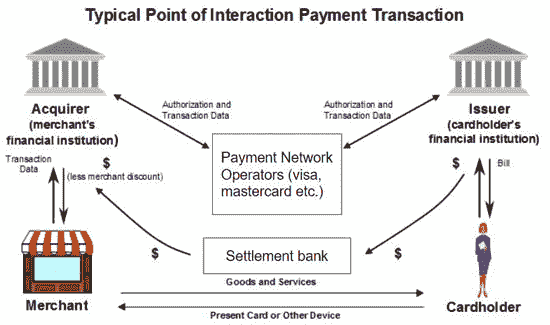 Typical Point of Interaction Payment Transaction
Acquirer
(merchant's
financial institution)
Issuer
(cardholder's
financial institution)
Authorization and
Transaction Data
Authorization and
Transaction Data
Payment Network
Operators (visa,
mastercard etc.)
Transaction
Data
$
(less merchant discount)
$
Bill
$
Settlement bank
$
Goods and Services
Merchant
Cardholder
Present Card or Other Device